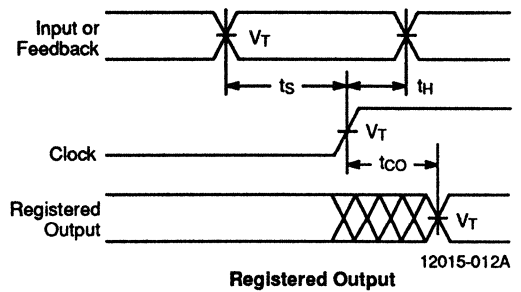 Input or
Feedback
VT
tS
tH
VT
Clock
tCO
Registered
Output
VT
12015-012A
Registered Output